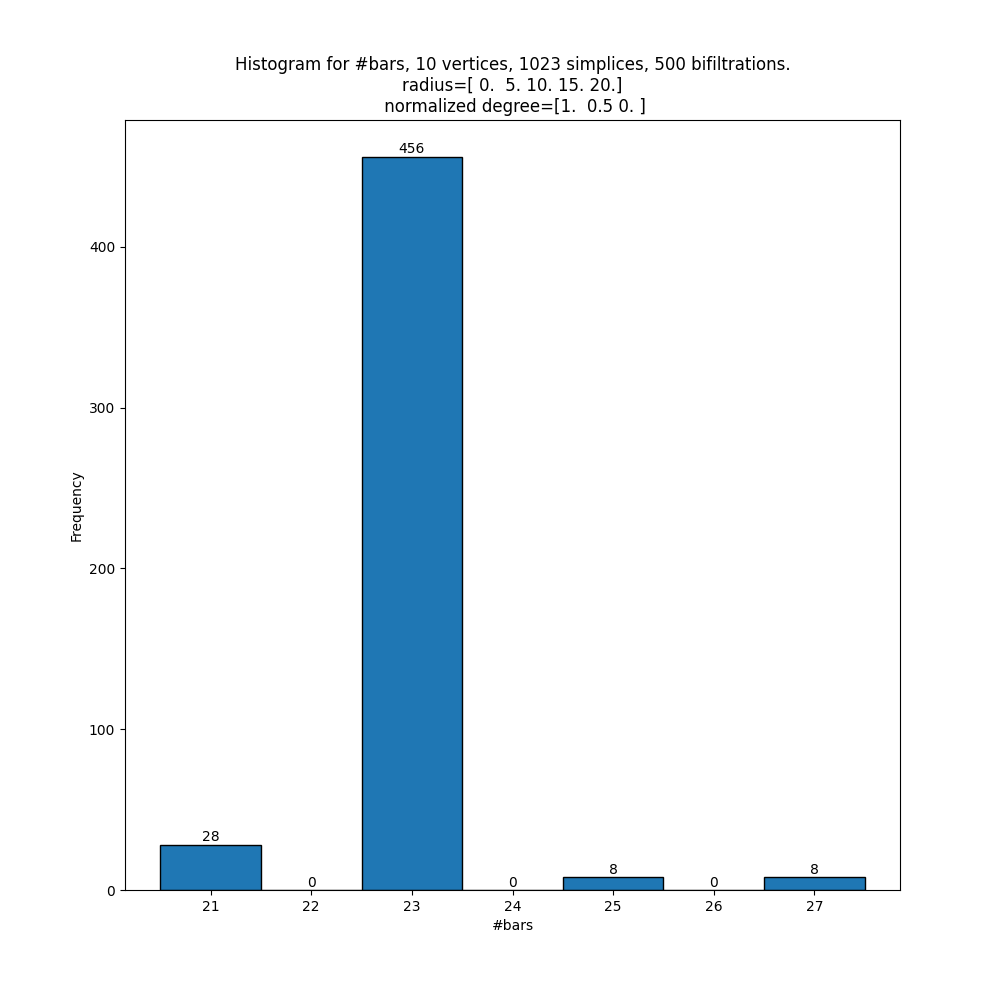 Histogram for #bars, 10 vertices, 1023 simplices, 500 bifiltrations.
radius=[ 0.  5. 10. 15. 20.]
normalized degree=[1.  0.5 0. ]
456
400
300
200
100
0
Frequency
28
0
0
8
0
8
21 22 23 24 25 26 27
#bars